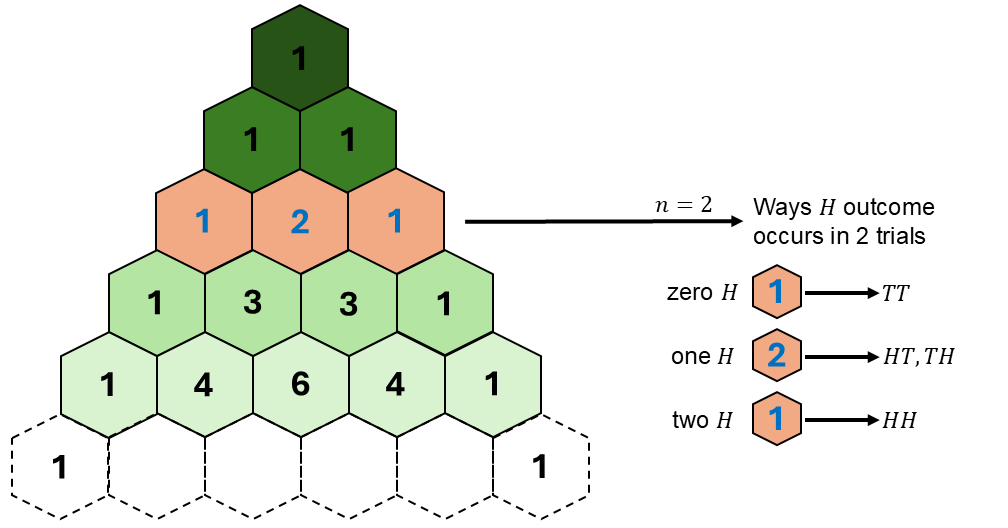 1
1 1
1 2 1
n = 2
Ways H outcome
occurs in 2 trials
1 3 3 1
zero H 1 TT
1 4 6 4 1
one H 2 HT, TH
two H 1 HH
1 1